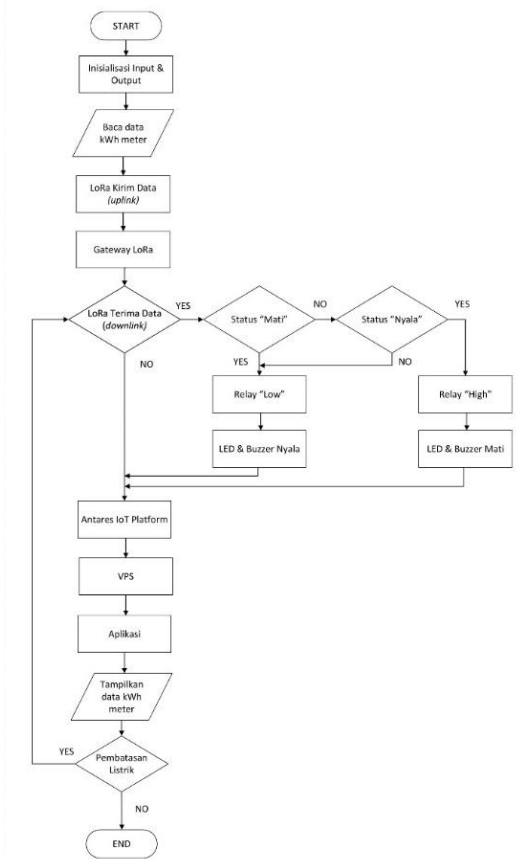 START
Inisialisasi Input &
Output
Baca data
kWh meter
LoRa Kirim Data
(uplink)
Gateway LoRa
LoRa Terima Data
(downlink)
YES
Status “Mati”
NO
Status “Nyala”
YES
NO
YES
NO
Relay “Low”
Relay “High”
LED & Buzzer Nyala
LED & Buzzer Mati
Antares IoT Platform
VPS
Aplikasi
Tampilkan
data kWh
meter
YES
Pembatasan
Listrik
NO
END